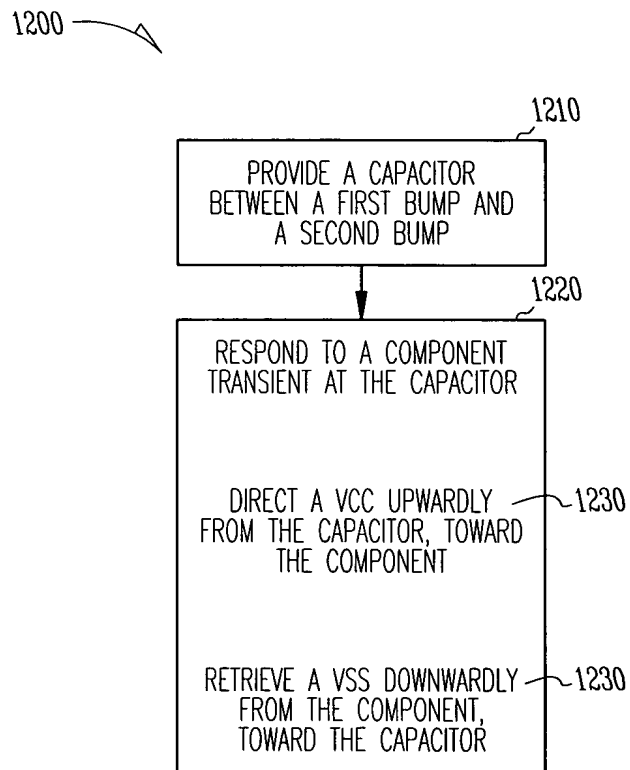 1200
1210
PROVIDE A CAPACITOR
BETWEEN A FIRST BUMP AND
A SECOND BUMP
1220
RESPOND TO A COMPONENT
TRANSIENT AT THE CAPACITOR
DIRECT A VCC UPWARDLY 1230
FROM THE CAPACITOR, TOWARD
THE COMPONENT
RETRIEVE A VSS DOWNWARDLY 1230
FROM THE COMPONENT,
TOWARD THE CAPACITOR